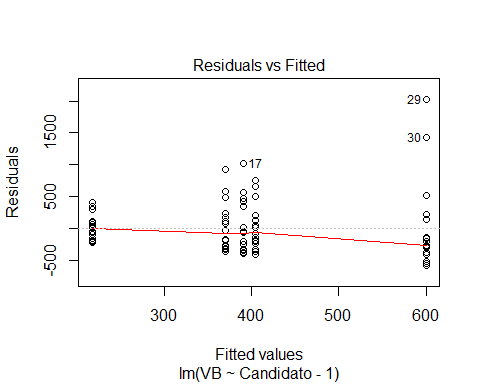 Residuals vs Fitted
Residuals
1500
500
-500
29
30
17
300
400
500
600
Fitted values
lm(VB ~ Candidato - 1)